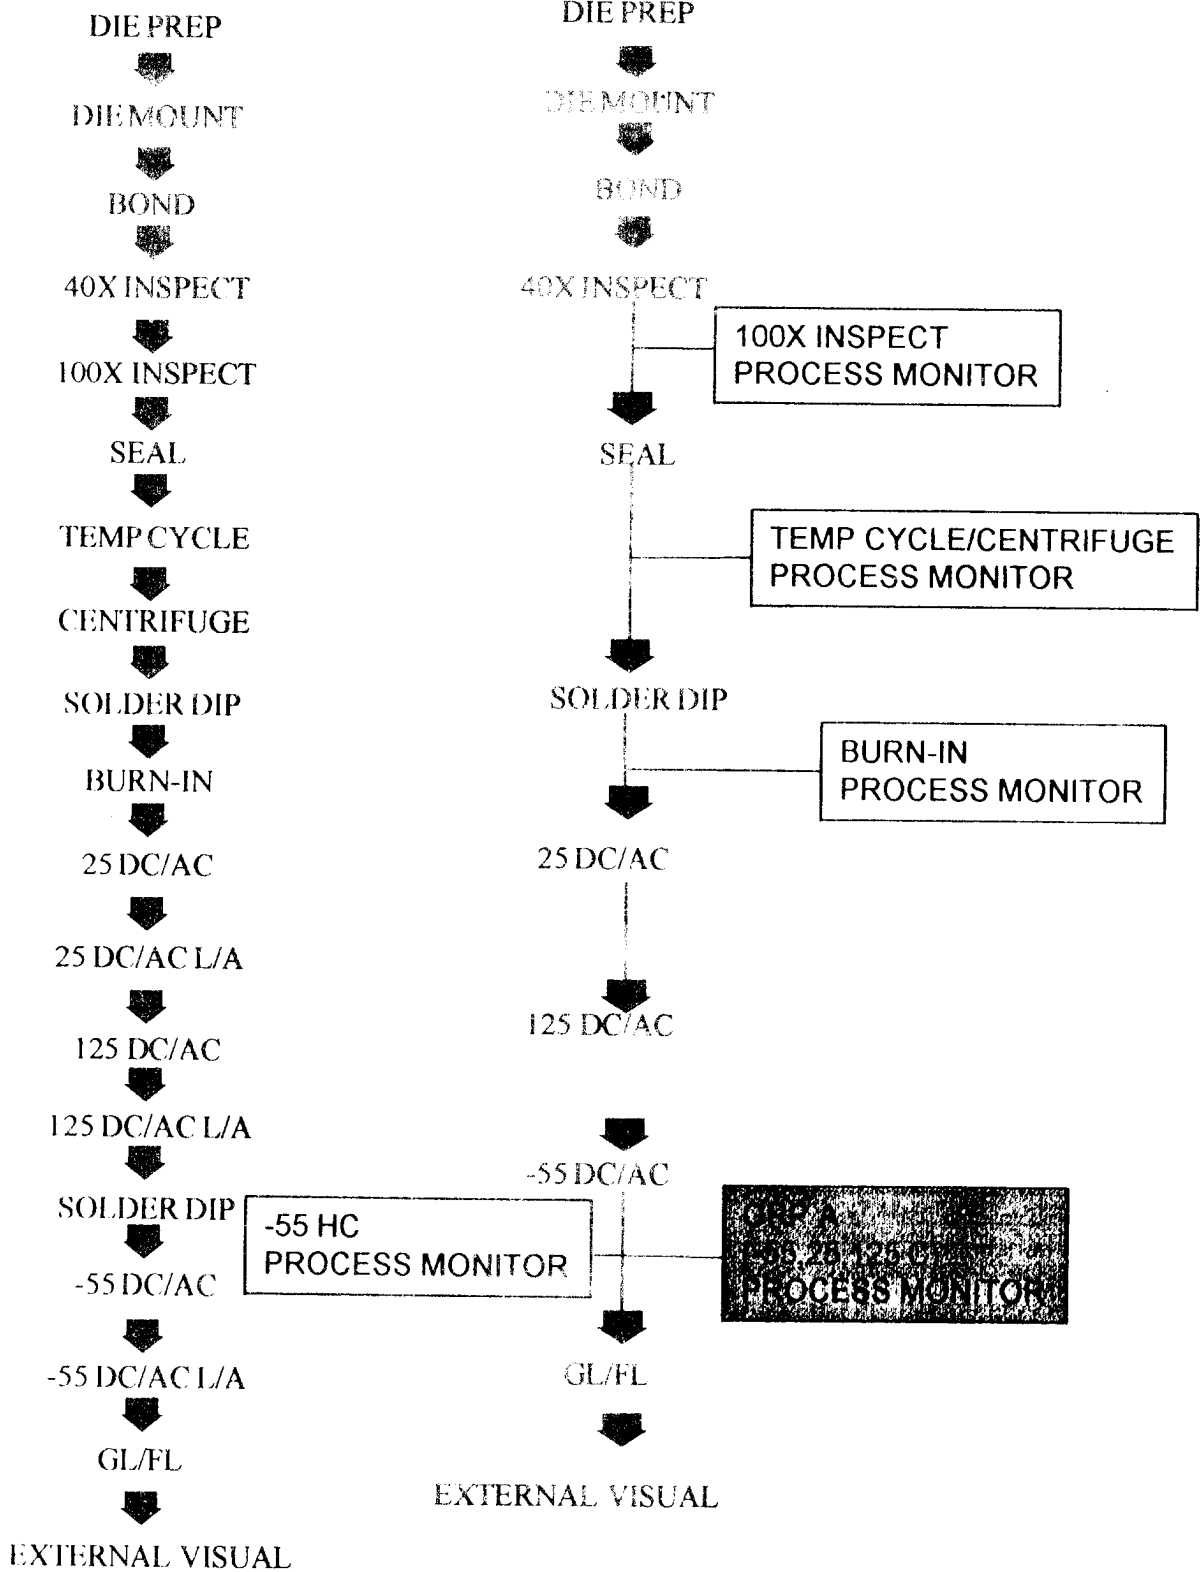 DIE PREP
DIE MOUNT
BOND
40X INSPECT
100X INSPECT
SEAL
TEMP CYCLE
CENTRIFUGE
SOLDER DIP
BURN-IN
25 DC/AC
25 DC/AC L/A
125 DC/AC
125 DC/AC L/A
SOLDER DIP
-55 DC/AC
-55 DC/AC L/A
GL/FL
EXTERNAL VISUAL
DIE PREP
DIE MOUNT
BOND
40X INSPECT
100X INSPECT
PROCESS MONITOR
SEAL
TEMP CYCLE/CENTRIFUGE
PROCESS MONITOR
SOLDER DIP
BURN-IN
PROCESS MONITOR
25 DC/AC
125 DC/AC
-55 DC/AC
-55 HC
PROCESS MONITOR
GRP A
-55,25,125 C
PROCESS MONITOR
GL/FL
EXTERNAL VISUAL